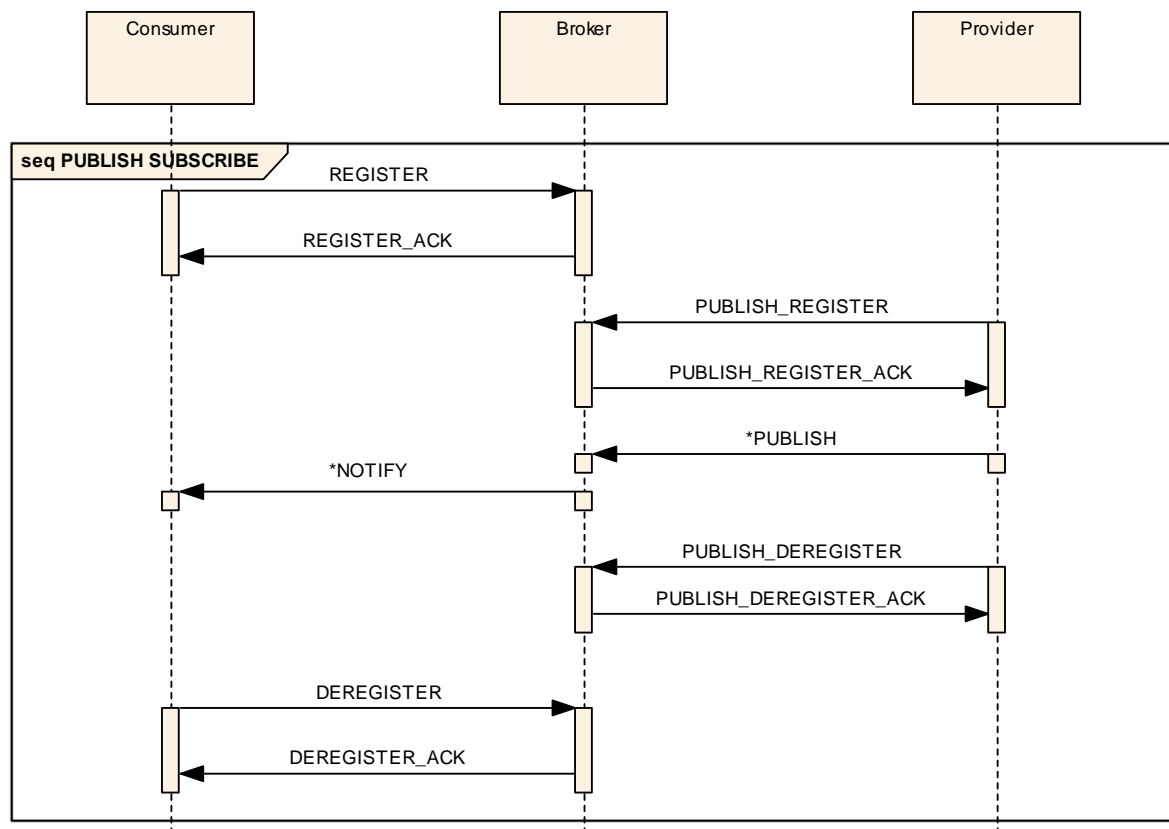 Consumer
Broker
Provider
seq PUBLISH SUBSCRIBE
REGISTER
REGISTER_ACK
PUBLISH_REGISTER
PUBLISH_REGISTER_ACK
*PUBLISH
*NOTIFY
PUBLISH_DEREGISTER
PUBLISH_DEREGISTER_ACK
DEREGISTER
DEREGISTER_ACK